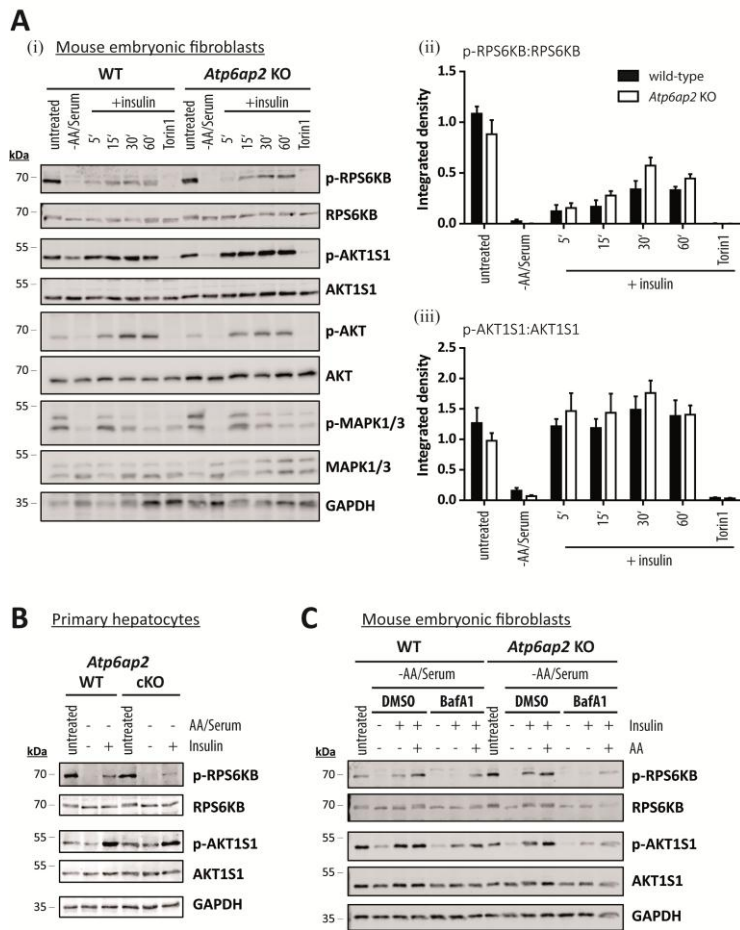 A
(i) Mouse embryonic fibroblasts
WT Atp6ap2 KO
+insulin +insulin
untreated -AA/Serum 5′ 15′ 30′ 60′ Torin1 untreated -AA/Serum 5′ 15′ 30′ 60′ Torin1
kDa
70 p-RPS6KB
70 RPS6KB
55 p-AKT1S1
55 AKT1S1
70 p-AKT
70 AKT
55 p-MAPK1/3
MAPK1/3
35 GAPDH
(ii)
p-RPS6KB:RPS6KB
wild-type
Atp6ap2 KO
Integrated density
1.5
1.0
0.5
0.0
untreated -AA/Serum 5′ 15′ 30′ 60′ Torin1
+ insulin
(iii)
p-AKT1S1:AKT1S1
Integrated density
2.5
2.0
1.5
1.0
0.5
0.0
untreated -AA/Serum 5′ 15′ 30′ 60′ Torin1
+ insulin
B Primary hepatocytes
Atp6ap2
WT cKO
untreated - - untreated - - AA/Serum
- + - + Insulin
kDa
70 p-RPS6KB
70 RPS6KB
55 p-AKT1S1
55 AKT1S1
35 GAPDH
C Mouse embryonic fibroblasts
WT Atp6ap2 KO
-AA/Serum -AA/Serum
DMSO BafA1 DMSO BafA1
untreated - + + - + + untreated - + + - + + Insulin
- - + - - + - - + - - + AA
kDa
70 p-RPS6KB
70 RPS6KB
55 p-AKT1S1
55 AKT1S1
35 GAPDH